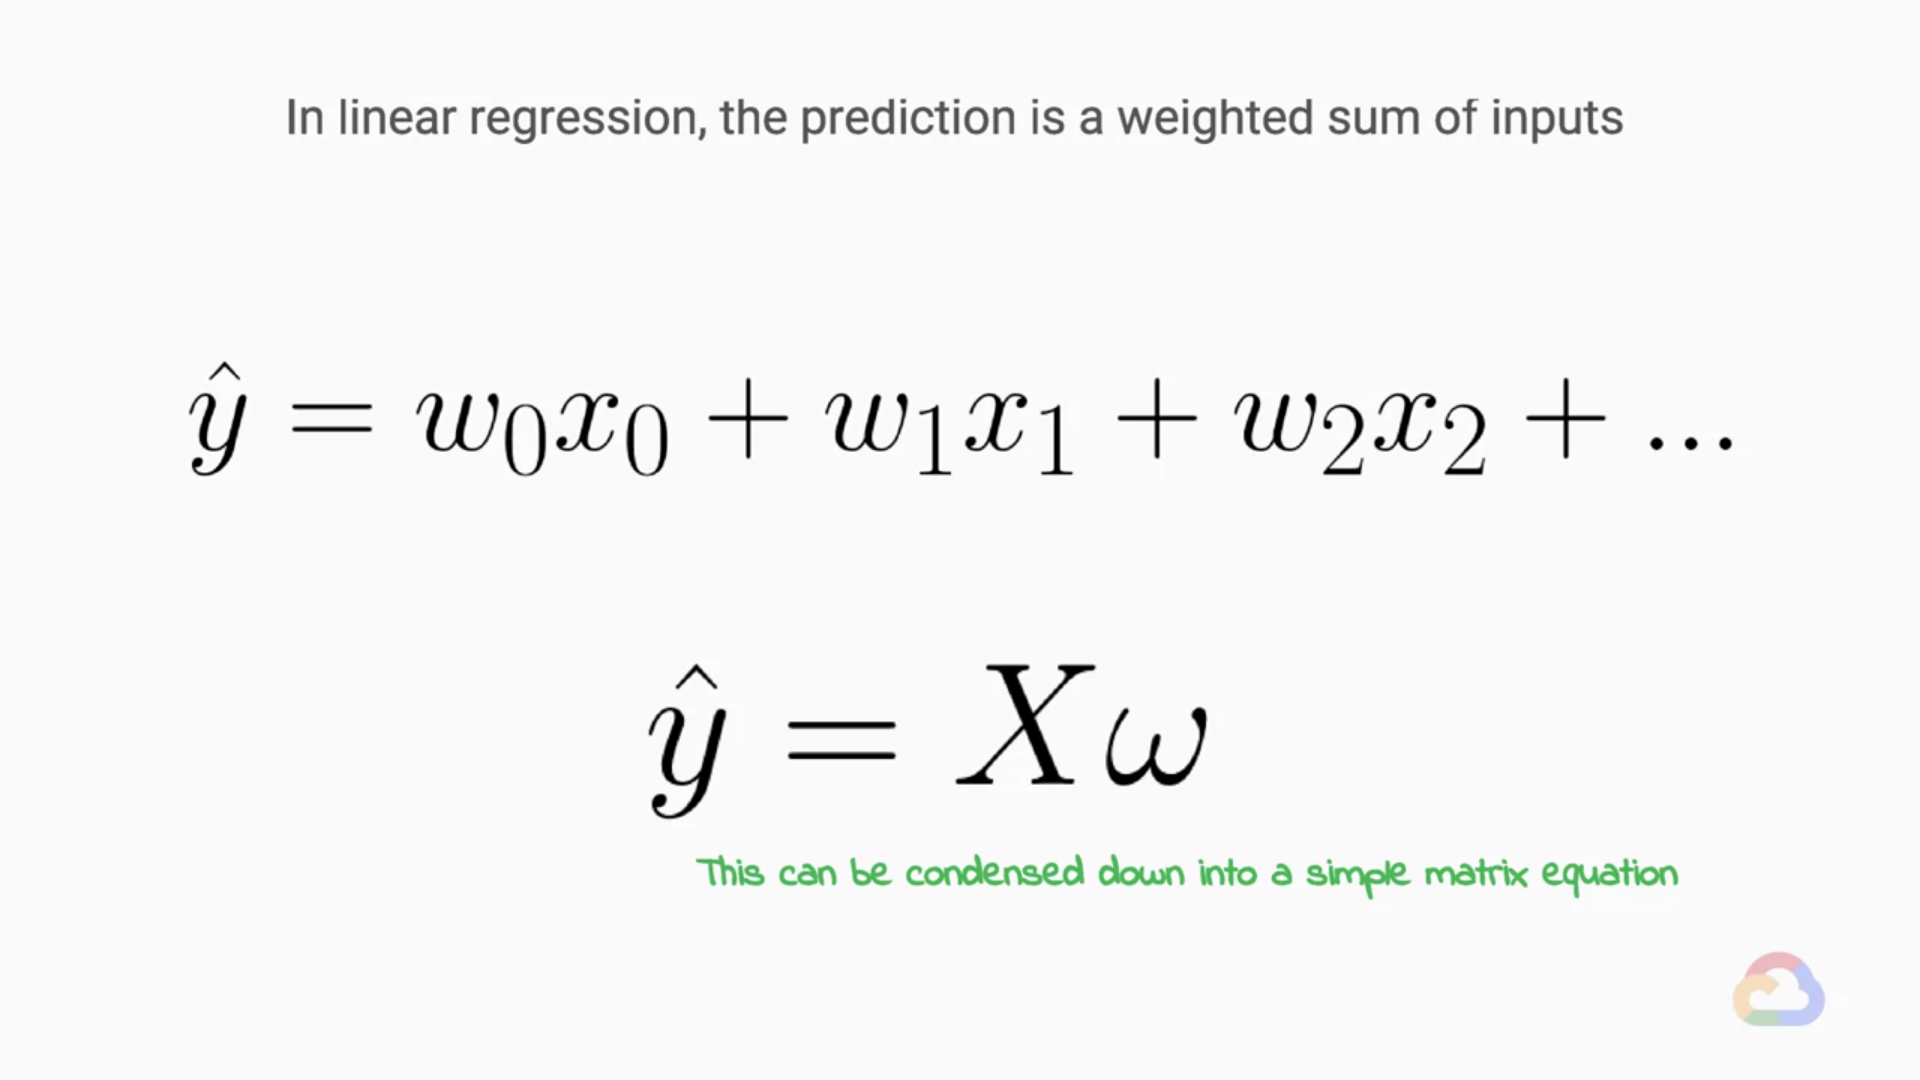 In linear regression, the prediction is a weighted sum of inputs
ŷ = w₀x₀ + w₁x₁ + w₂x₂ + ...
ŷ = Xω
This can be condensed down into a simple matrix equation